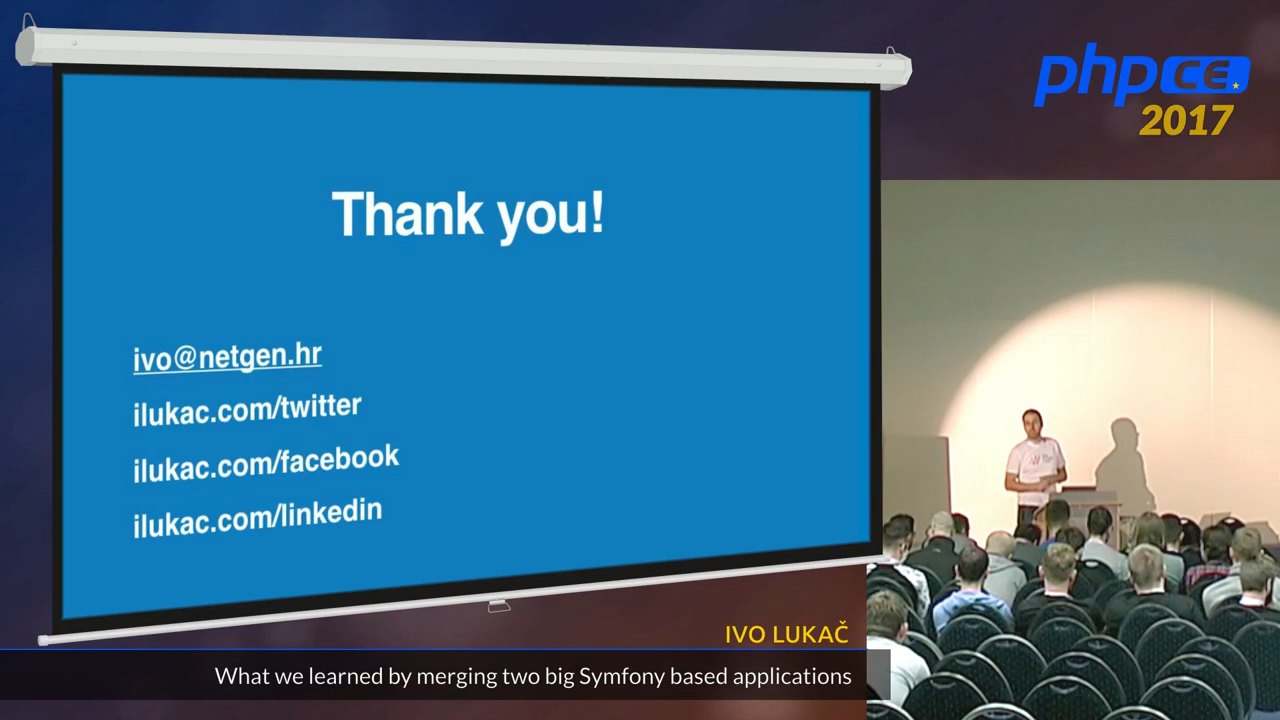 Thank you!
ivo@netgen.hr
ilukac.com/twitter
ilukac.com/facebook
ilukac.com/linkedin
phpCE
2017
IVO LUKAČ
What we learned by merging two big Symfony based applications